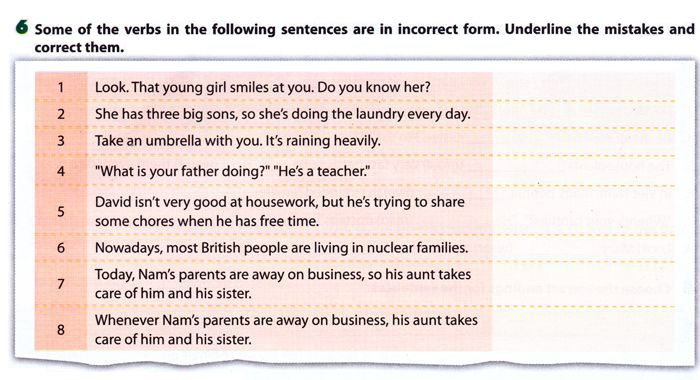 6 Some of the verbs in the following sentences are in incorrect form. Underline the mistakes and
correct them.
1 Look. That young girl smiles at you. Do you know her?
2 She has three big sons, so she's doing the laundry every day.
3 Take an umbrella with you. It's raining heavily.
4 "What is your father doing?" "He's a teacher."
5 David isn't very good at housework, but he's trying to share
some chores when he has free time.
6 Nowadays, most British people are living in nuclear families.
7 Today, Nam's parents are away on business, so his aunt takes
care of him and his sister.
8 Whenever Nam's parents are away on business, his aunt takes
care of him and his sister.